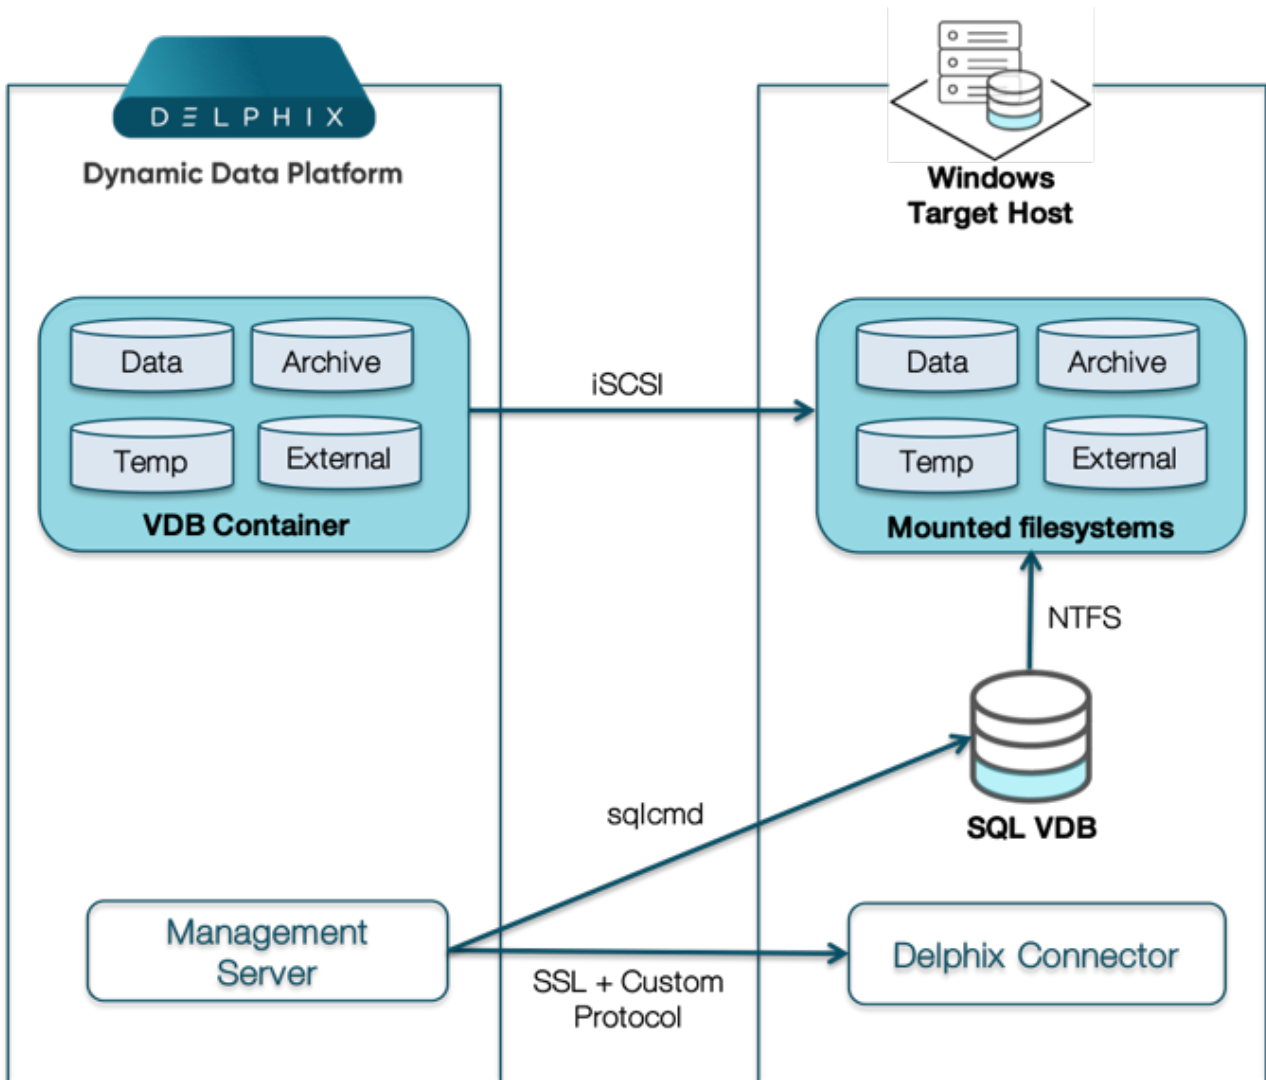 DELPHIX
Dynamic Data Platform
Windows
Target Host
Data
Archive
Temp
External
VDB Container
iSCSI
Data
Archive
Temp
External
Mounted filesystems
NTFS
sqlcmd
SQL VDB
Management
Server
SSL + Custom
Protocol
Delphix Connector